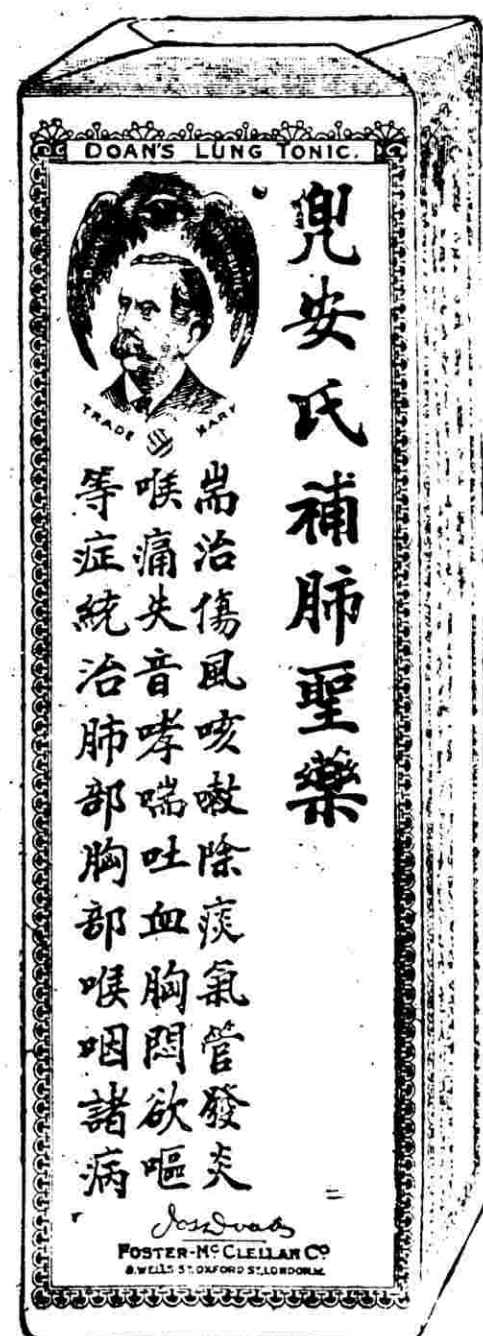 DOAN'S LUNG TONIC.
兜安氏補肺聖藥
TRADE MARK
耑治傷風咳嗽除痰氣管發炎
喉痛失音哮喘吐血胸悶欲嘔
等症統治肺部胸部喉咽諸病
FOSTER-McCLELLAN Co
8, WELLS ST. OXFORD ST. LONDON.W.